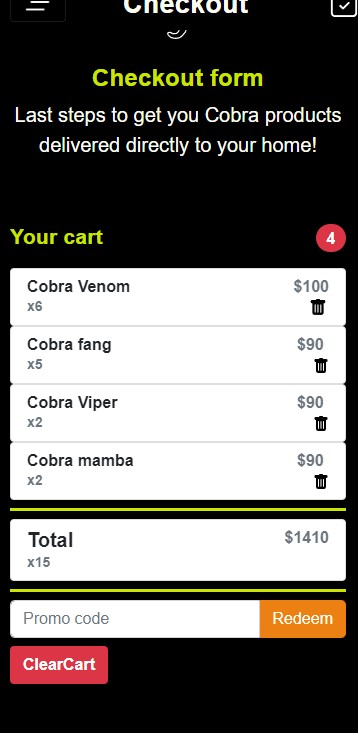 Checkout
Checkout form
Last steps to get you Cobra products
delivered directly to your home!
Your cart
4
Cobra Venom
$100
x6
Cobra fang
$90
x5
Cobra Viper
$90
x2
Cobra mamba
$90
x2
Total
$1410
x15
Promo code
Redeem
ClearCart